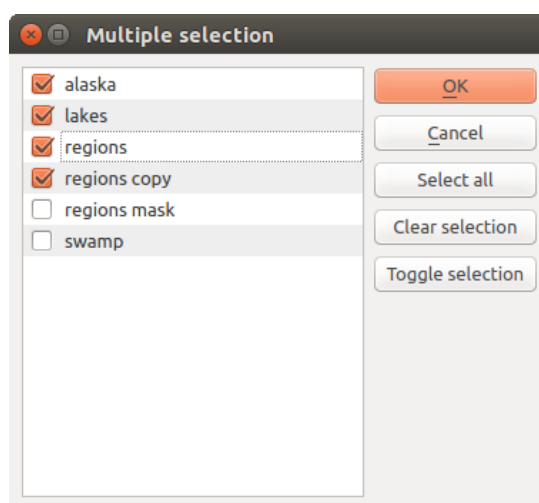 Multiple selection
alaska
lakes
regions
regions copy
regions mask
swamp
OK
Cancel
Select all
Clear selection
Toggle selection